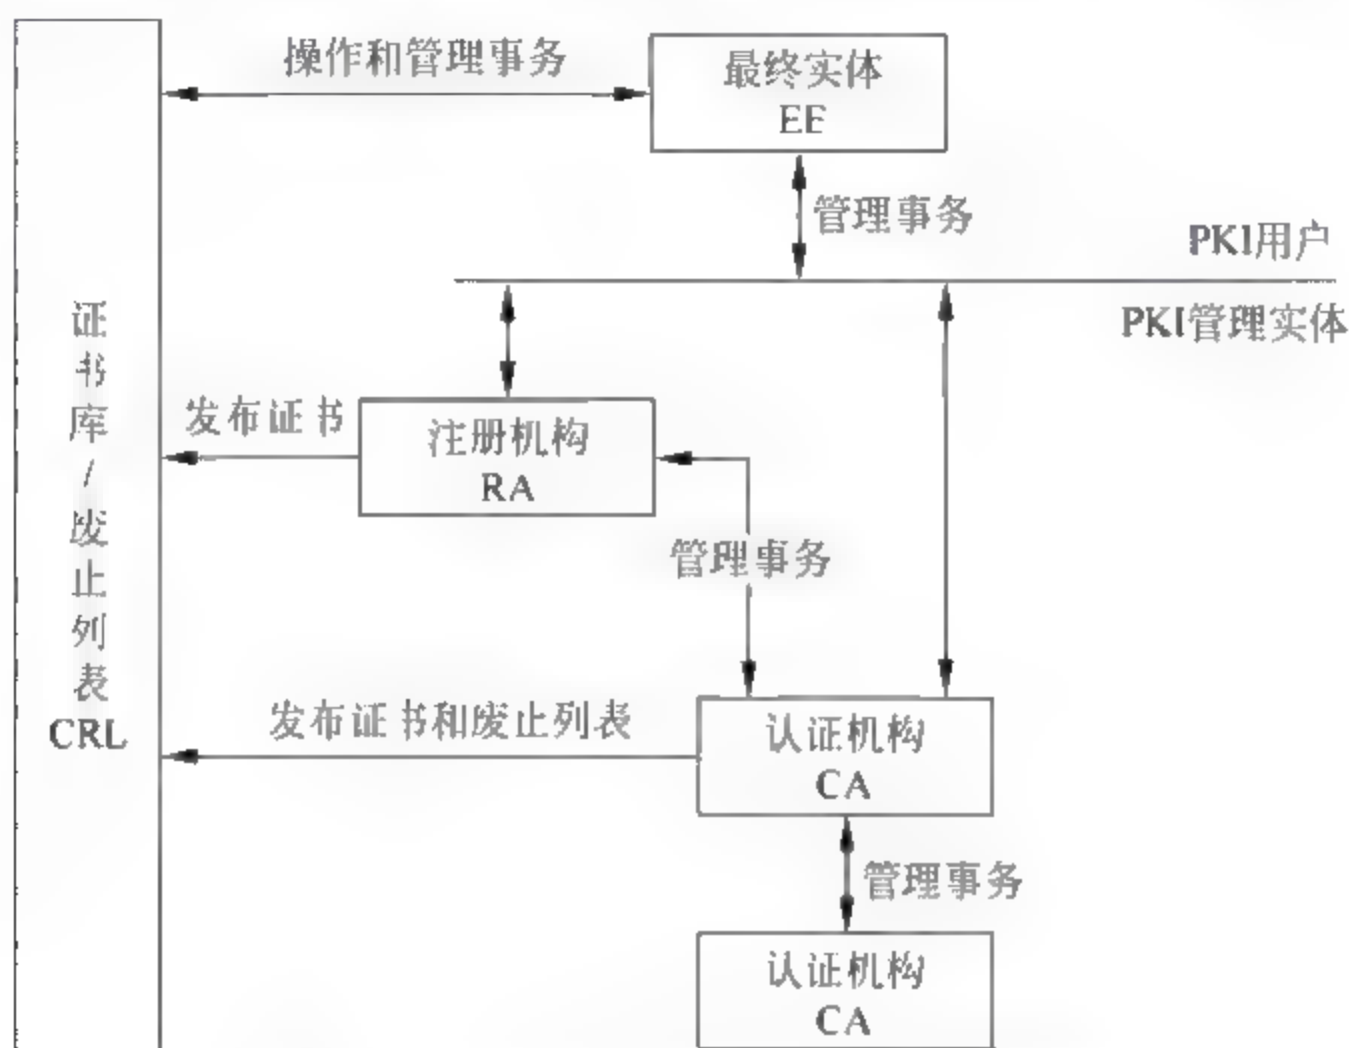 操作和管理事务
最终实体
EE
管理事务
PKI用户
PKI管理实体
证书库/废止列表
CRL
发布证书
注册机构
RA
管理事务
发布证书和废止列表
认证机构
CA
管理事务
认证机构
CA